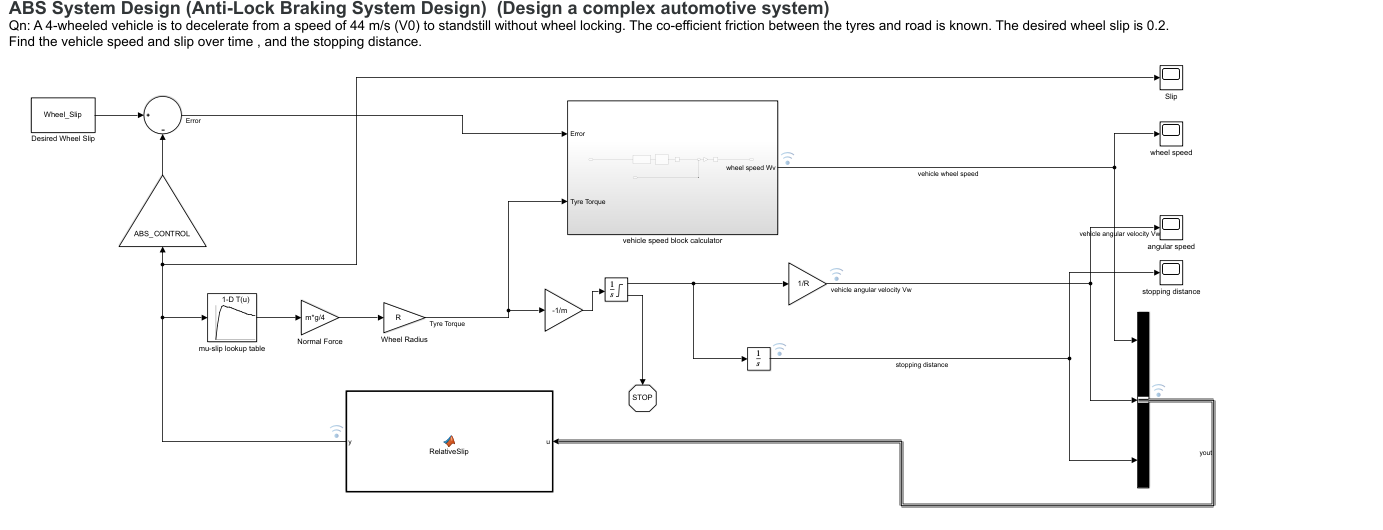 ABS System Design (Anti-Lock Braking System Design) (Design a complex automotive system)
Qn: A 4-wheeled vehicle is to decelerate from a speed of 44 m/s (V0) to standstill without wheel locking. The co-efficient friction between the tyres and road is known. The desired wheel slip is 0.2.
Find the vehicle speed and slip over time , and the stopping distance.
Slip
Wheel_Slip
Desired Wheel Slip
+
-
Error
Error
wheel speed Wv
Tyre Torque
vehicle speed block calculator
vehicle wheel speed
wheel speed
vehicle angular velocity Vw
angular speed
stopping distance
ABS_CONTROL
1-D T(u)
mu-slip lookup table
m*g/4
Normal Force
R
Wheel Radius
Tyre Torque
-1/m
1
s
1/R
vehicle angular velocity Vw
1
s
stopping distance
STOP
y
RelativeSlip
u
yout